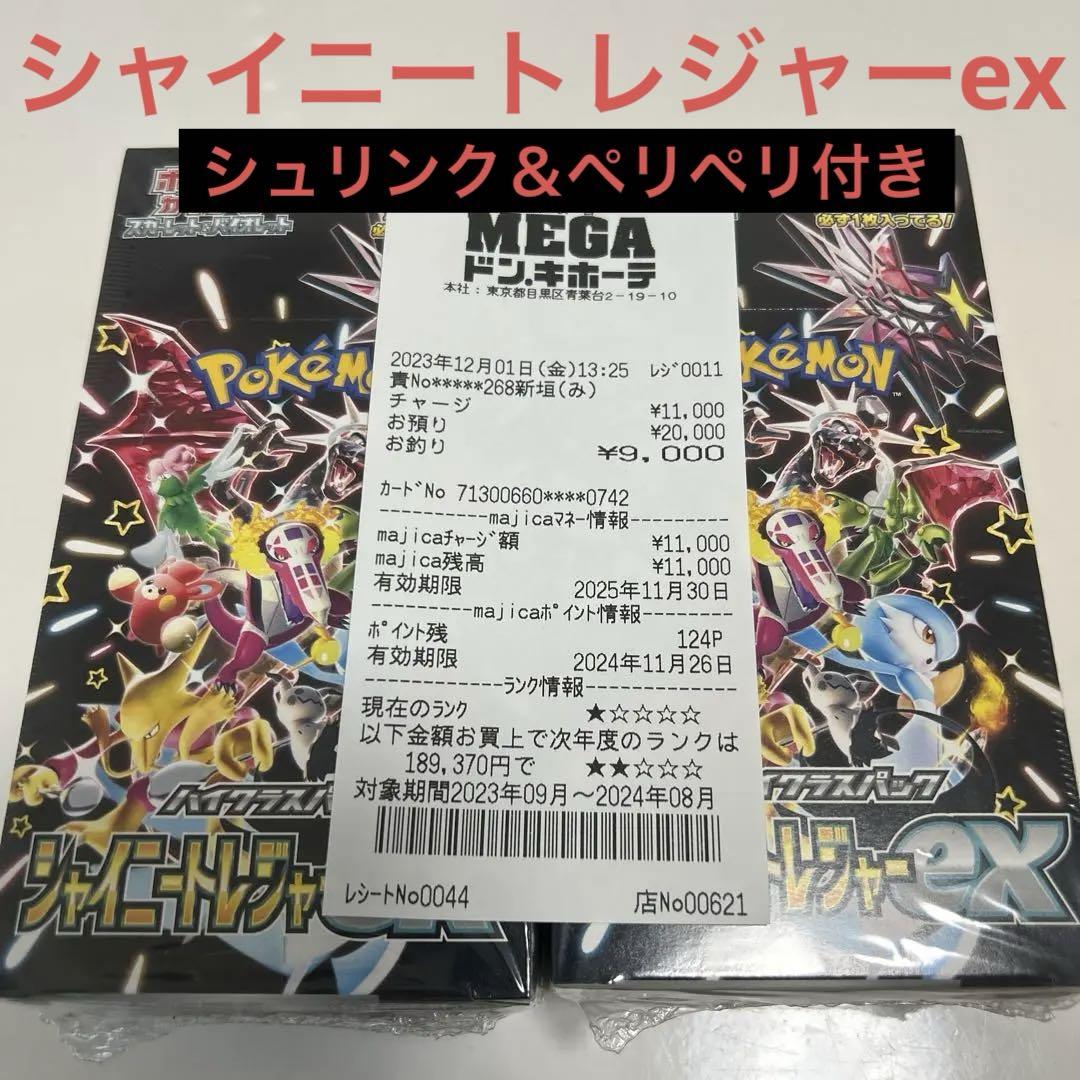 シャイニートレジャーex
シュリンク&ペリペリ付き
スカーレット&バイオレット
必ず1枚入ってる!
MEGA
ドン.キホーテ
本社：東京都目黒区青葉台2-19-10
2023年12月01日(金)13:25 ﾚｼﾞ0011
責No*****268新垣(み)
チャージ ¥11,000
お預り ¥20,000
お釣り ¥9,000
ｶｰﾄﾞNo 71300660****0742
----------majicaﾏﾈｰ情報----------
majicaﾁｬｰｼﾞ額 ¥11,000
majica残高 ¥11,000
有効期限 2025年11月30日
---------majicaﾎﾟｲﾝﾄ情報---------
ﾎﾟｲﾝﾄ残 124P
有効期限 2024年11月26日
-----------ﾗﾝｸ情報-----------
現在のﾗﾝｸ ★☆☆☆☆
以下金額お買上で次年度のランクは
189,370円で ★★☆☆☆
対象期間2023年09月～2024年08月
ﾚｼｰﾄNo0044 店No00621
POKéM
KéMON
TM
ハイクラスパ
イクラスパック
シャイニートレジャーex
トレジャーex